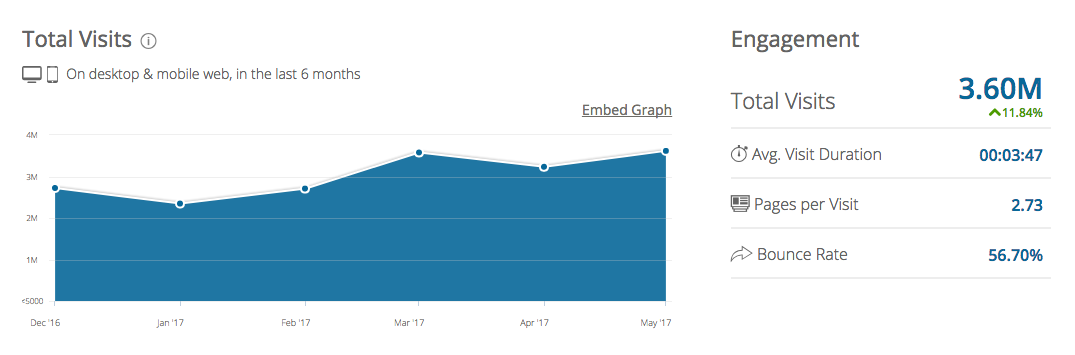 Total Visits
On desktop & mobile web, in the last 6 months
Embed Graph
4M
3M
2M
1M
<5000
Dec '16 Jan '17 Feb '17 Mar '17 Apr '17 May '17
Engagement
Total Visits 3.60M
11.84%
Avg. Visit Duration 00:03:47
Pages per Visit 2.73
Bounce Rate 56.70%